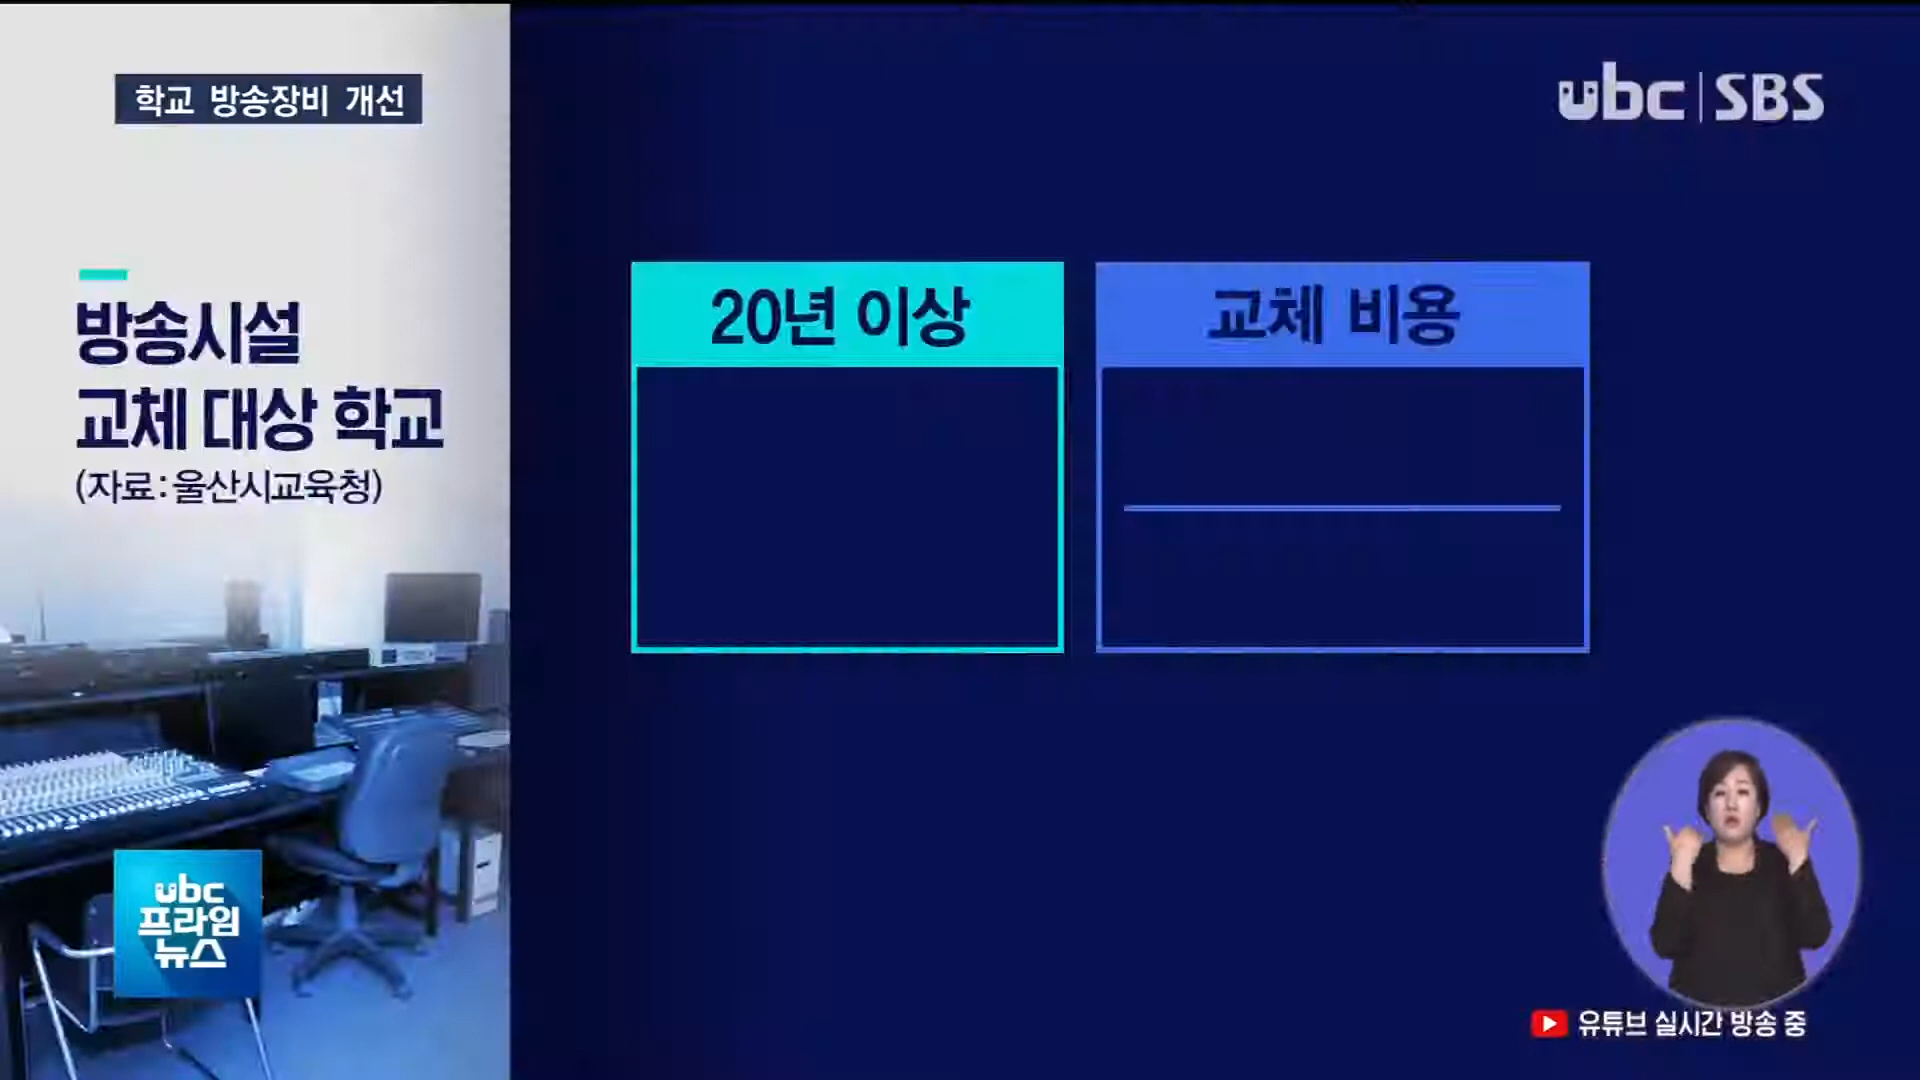 학교 방송장비 개선
ubc SBS
방송시설
교체 대상 학교
(자료:울산시교육청)
20년 이상
교체 비용
ubc
프라임
뉴스
유튜브 실시간 방송 중